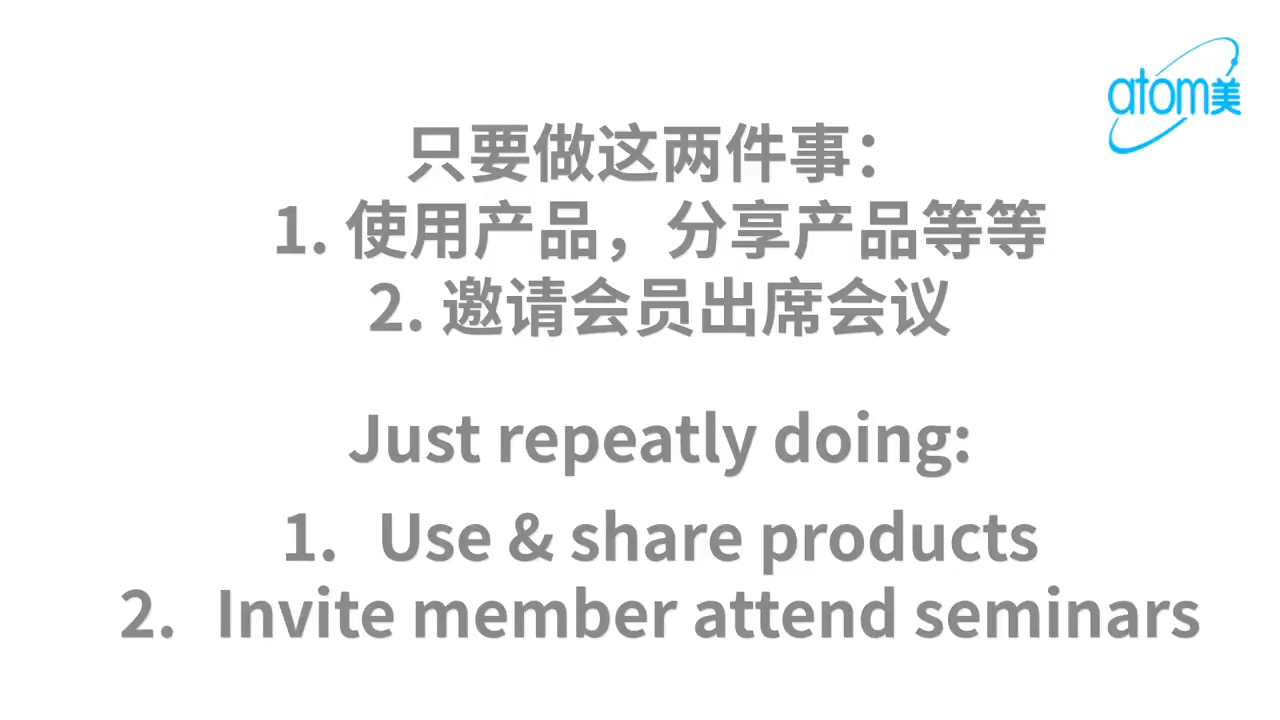 atom美
只要做这两件事：
1. 使用产品，分享产品等等
2. 邀请会员出席会议
Just repeatly doing:
1. Use & share products
2. Invite member attend seminars